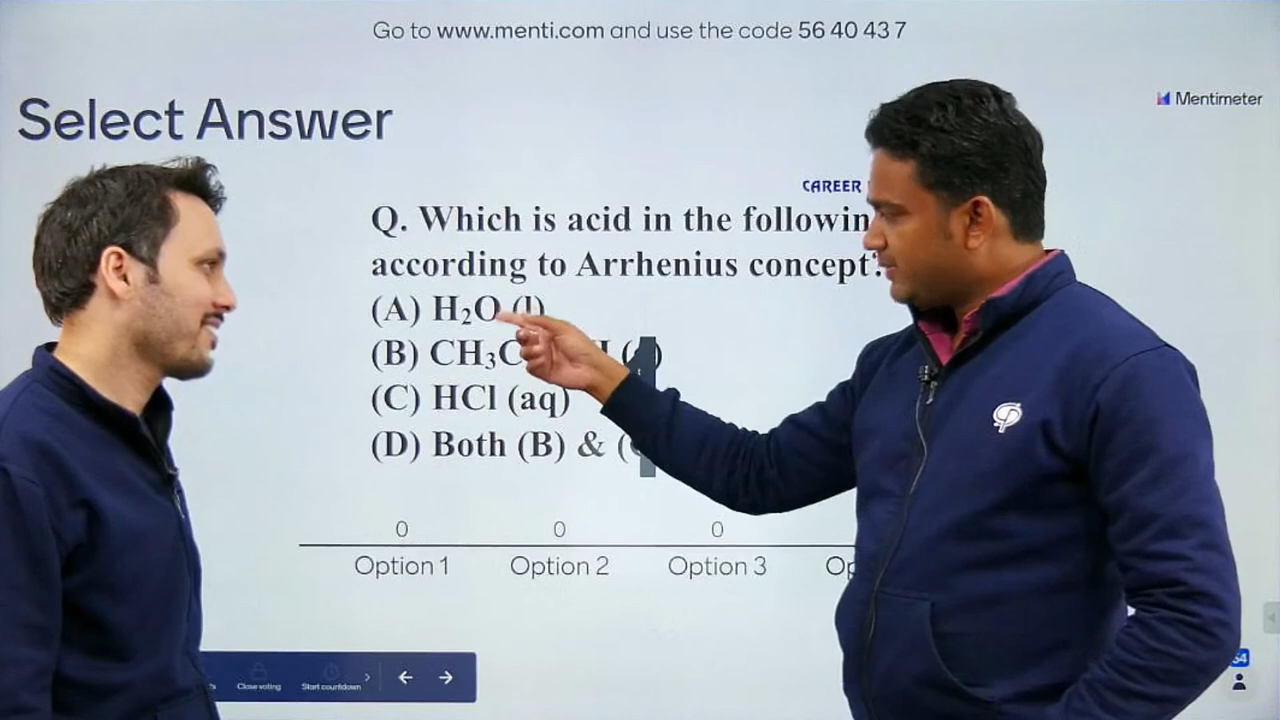 Go to www.menti.com and use the code 56 40 43 7
Select Answer
Mentimeter
CAREER
Q. Which is acid in the followin
according to Arrhenius concept?
(A) H₂O (l)
(B) CH₃C
(C) HCl (aq)
(D) Both (B) & (
0 0 0
Option 1 Option 2 Option 3 Op
Close voting Start countdown